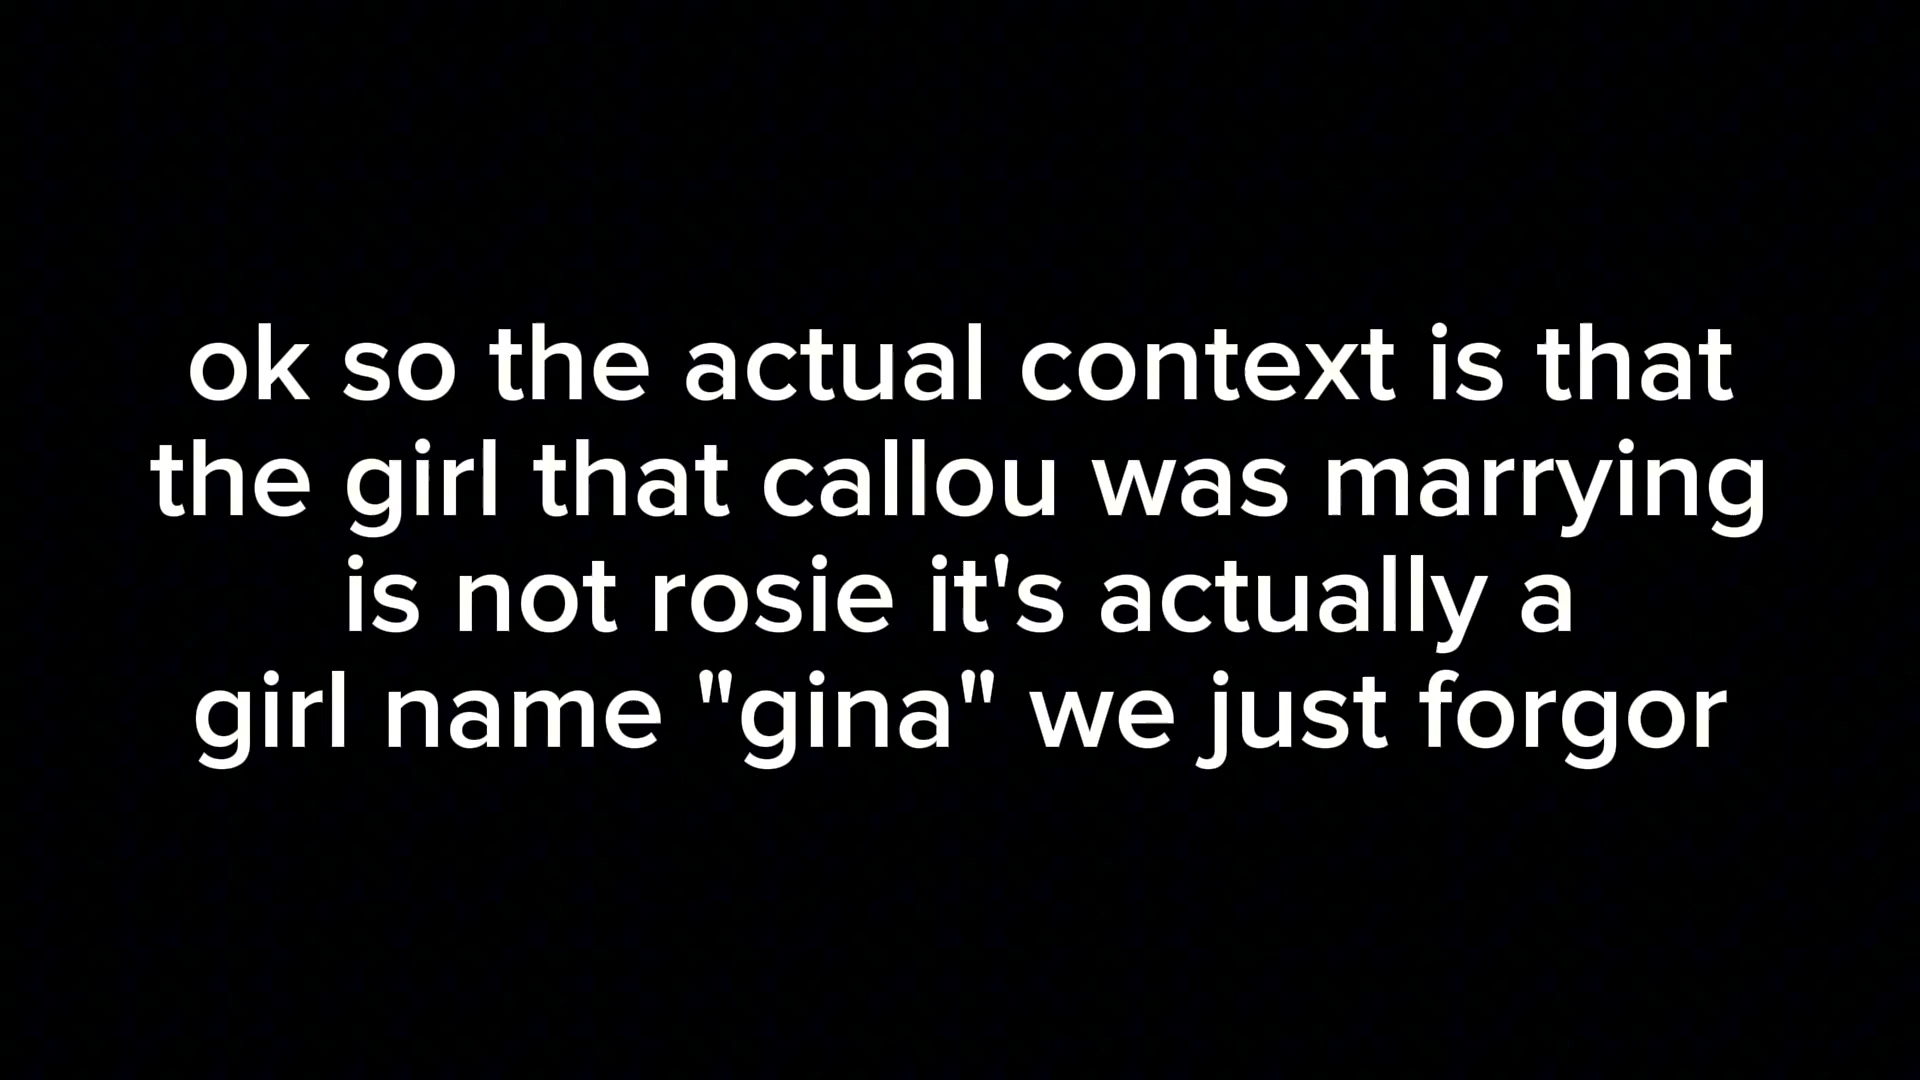 ok so the actual context is that
the girl that callou was marrying
is not rosie it's actually a
girl name "gina" we just forgor